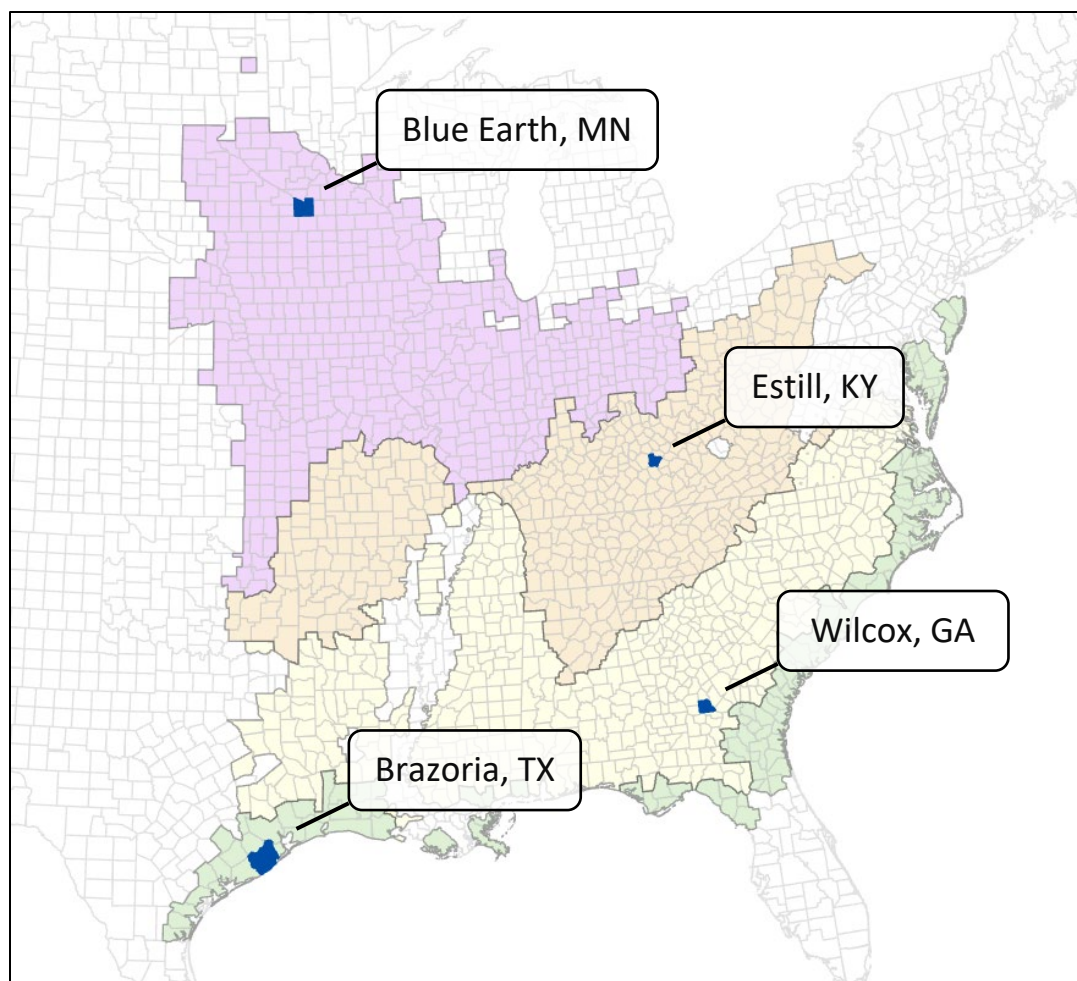 Blue Earth, MN
Estill, KY
Wilcox, GA
Brazoria, TX